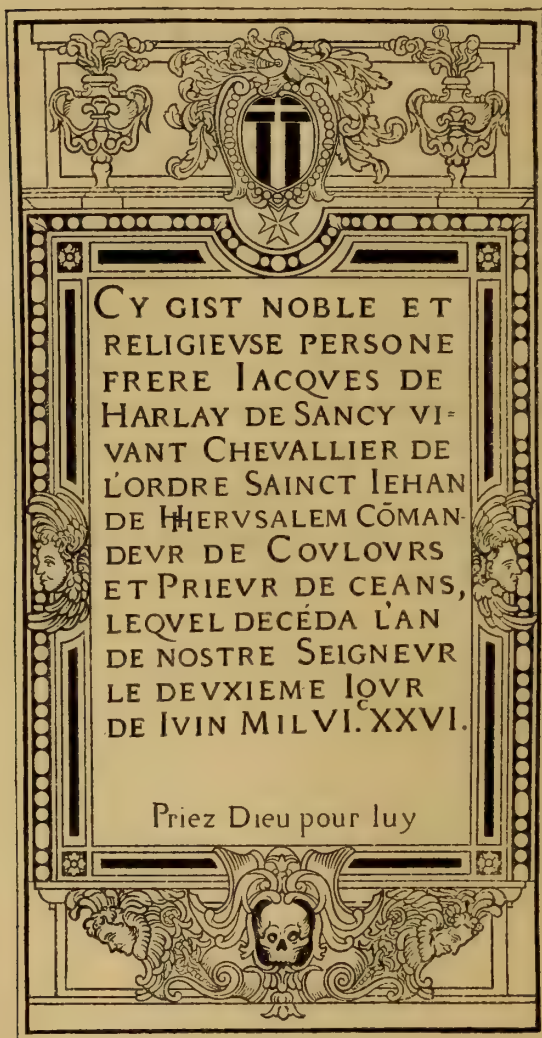 CY GIST NOBLE ET
RELIGIEVSE PERSONE
FRERE IACQVES DE
HARLAY DE SANCY VI=
VANT CHEVALLIER DE
L'ORDRE SAINCT IEHAN
DE HIERVSALEM CŌMAN-
DEVR DE COVLOVRS
ET PRIEVR DE CEANS,
LEQVEL DECÉDA L'AN
DE NOSTRE SEIGNEVR
LE DEVXIEME IOVR
DE IVIN MIL VI.ᶜ XXVI.
Priez Dieu pour luy